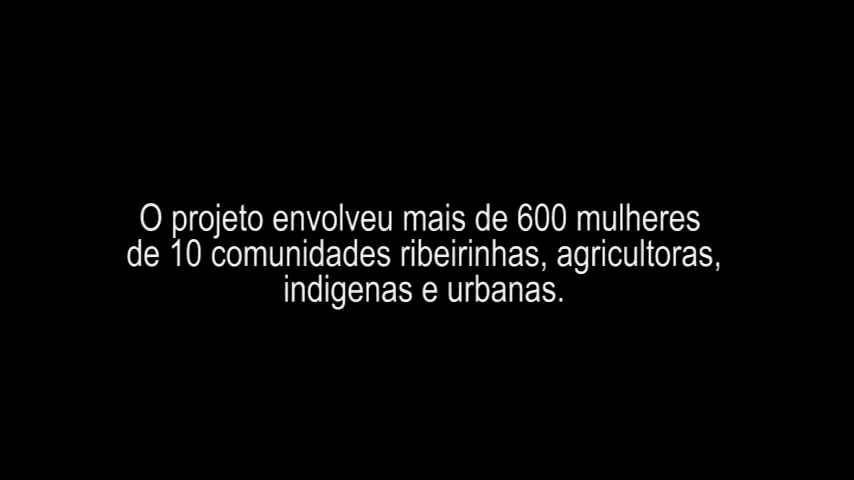 O projeto envolveu mais de 600 mulheres
de 10 comunidades ribeirinhas, agricultoras,
indigenas e urbanas.